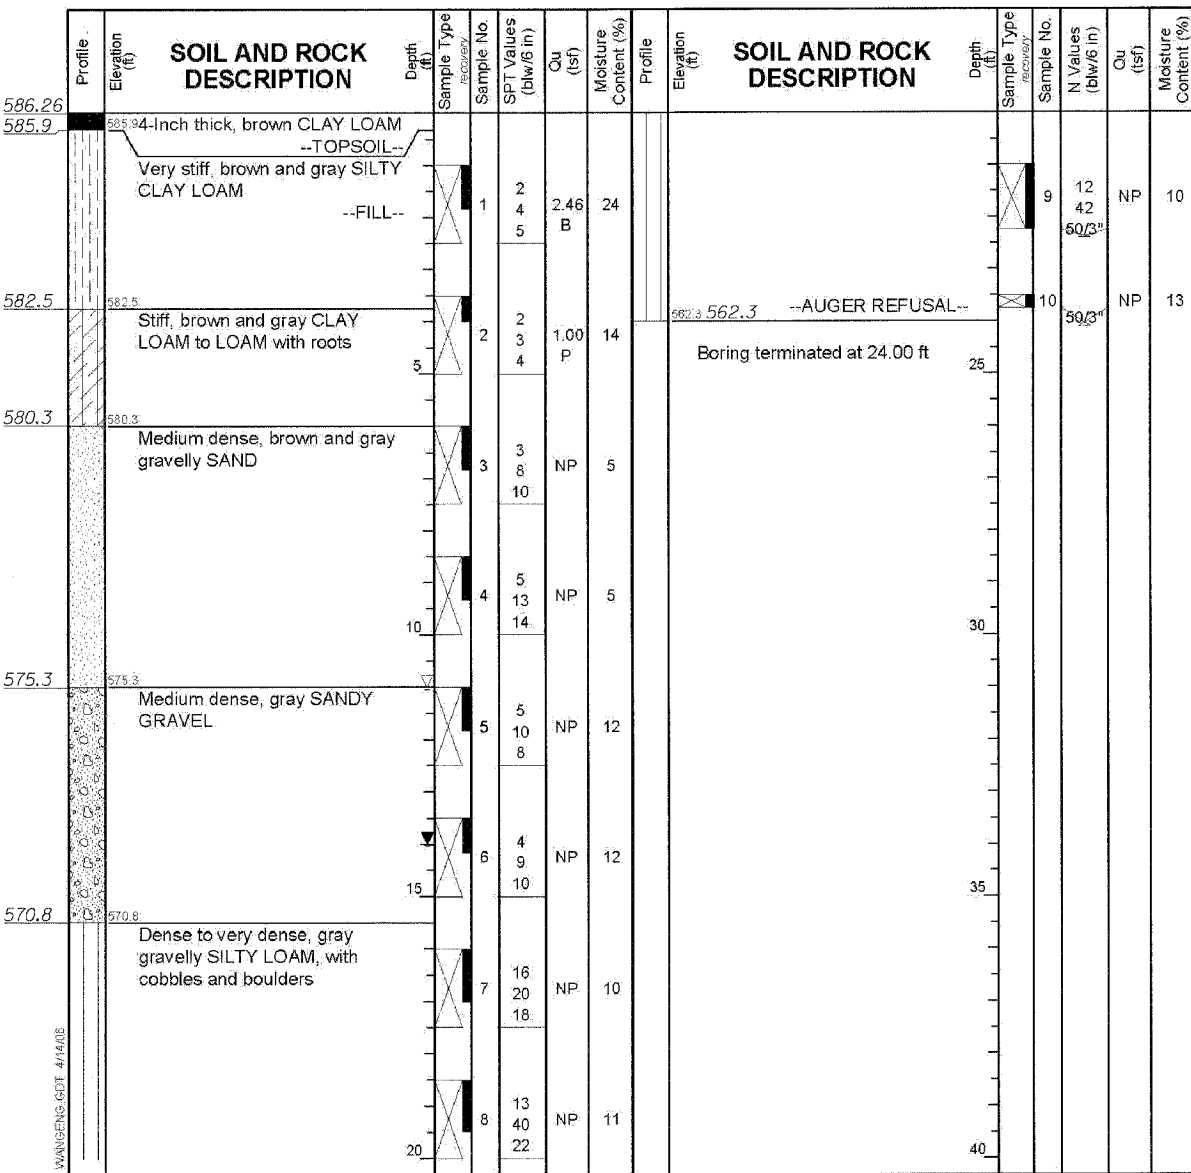 Profile
Elevation (ft)
SOIL AND ROCK DESCRIPTION
Depth (ft)
Sample Type
recovery
Sample No.
SPT Values (blw/6 in)
Qu (tsf)
Moisture Content (%)
Profile
Elevation (ft)
SOIL AND ROCK DESCRIPTION
Depth (ft)
Sample Type
recovery
Sample No.
N Values (blw/6 in)
Qu (tsf)
Moisture Content (%)
586.26
585.9
585.9 4-Inch thick, brown CLAY LOAM
--TOPSOIL--
Very stiff, brown and gray SILTY
CLAY LOAM
--FILL--
1
2
4
5
2.46
B
24
582.5
582.5
Stiff, brown and gray CLAY
LOAM to LOAM with roots
2
2
3
4
1.00
P
14
5
580.3
580.3
Medium dense, brown and gray
gravelly SAND
3
3
8
10
NP
5
4
5
13
14
NP
5
10
575.3
575.3
Medium dense, gray SANDY
GRAVEL
5
5
10
8
NP
12
6
4
9
10
NP
12
15
570.8
570.8
Dense to very dense, gray
gravelly SILTY LOAM, with
cobbles and boulders
7
16
20
18
NP
10
8
13
40
22
NP
11
20
WANGENG.GDT 4/14/06
9
12
42
50/3"
NP
10
562.3 562.3 --AUGER REFUSAL--
10
50/3"
NP
13
Boring terminated at 24.00 ft
25
30
35
40